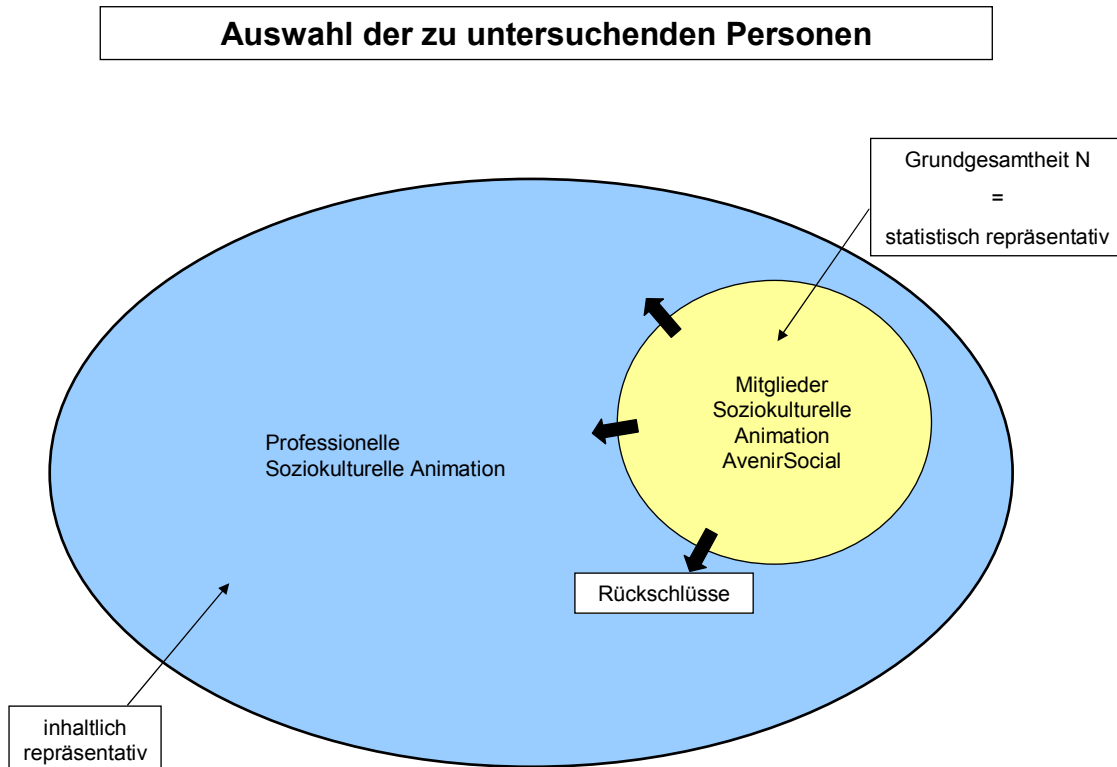 Auswahl der zu untersuchenden Personen
Grundgesamtheit N
=
statistisch repräsentativ
Mitglieder
Soziokulturelle
Animation
AvenirSocial
Professionelle
Soziokulturelle Animation
Rückschlüsse
inhaltlich
repräsentativ